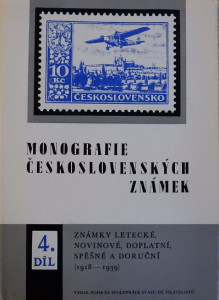 10
Kč
ČESKOSLOVENSKO
MONOGRAFIE
ČESKOSLOVENSKÝCH
ZNÁMEK
4.
DÍL
ZNÁMKY LETECKÉ,
NOVINOVÉ, DOPLATNÍ,
SPĚŠNÉ A DORUČNÍ
(1918—1939)